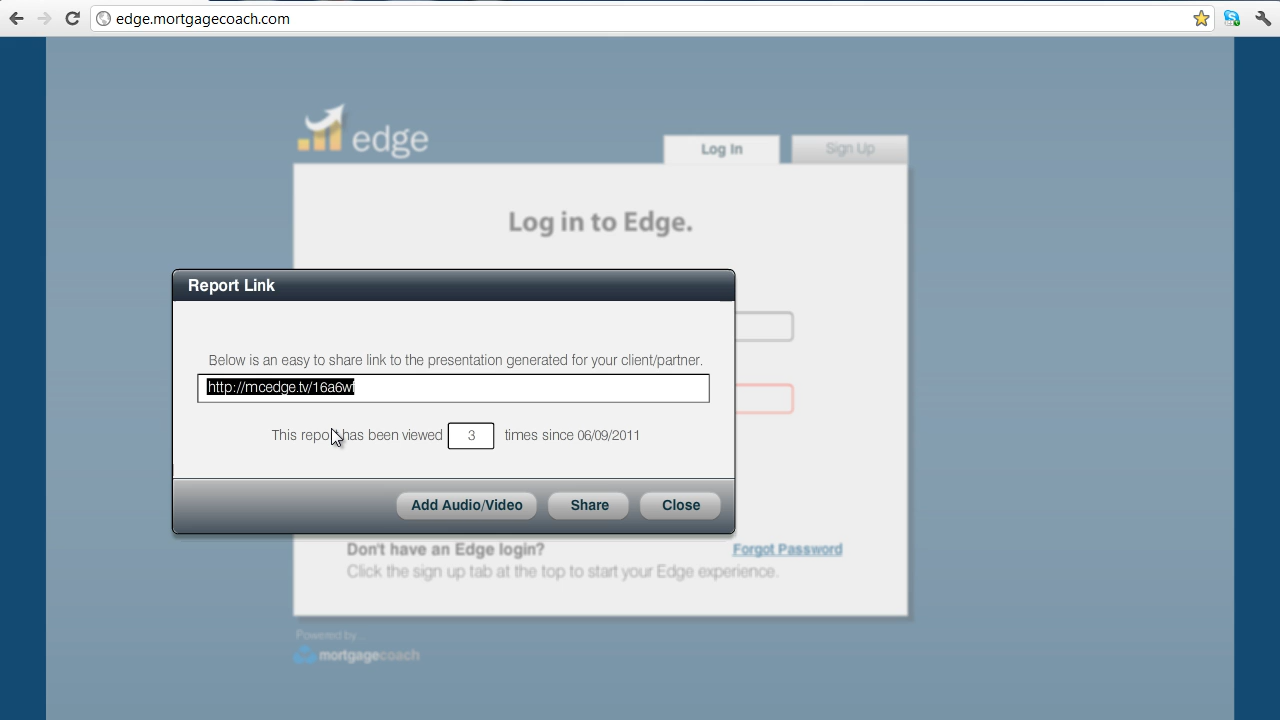 edge.mortgagecoach.com
edge
Log In
Sign Up
Log in to Edge.
Report Link
Below is an easy to share link to the presentation generated for your client/partner.
http://mcedge.tv/16a6wf
This report has been viewed 3 times since 06/09/2011
Add Audio/Video
Share
Close
Don't have an Edge login?
Forgot Password
Click the sign up tab at the top to start your Edge experience.
Powered by...
mortgagecoach